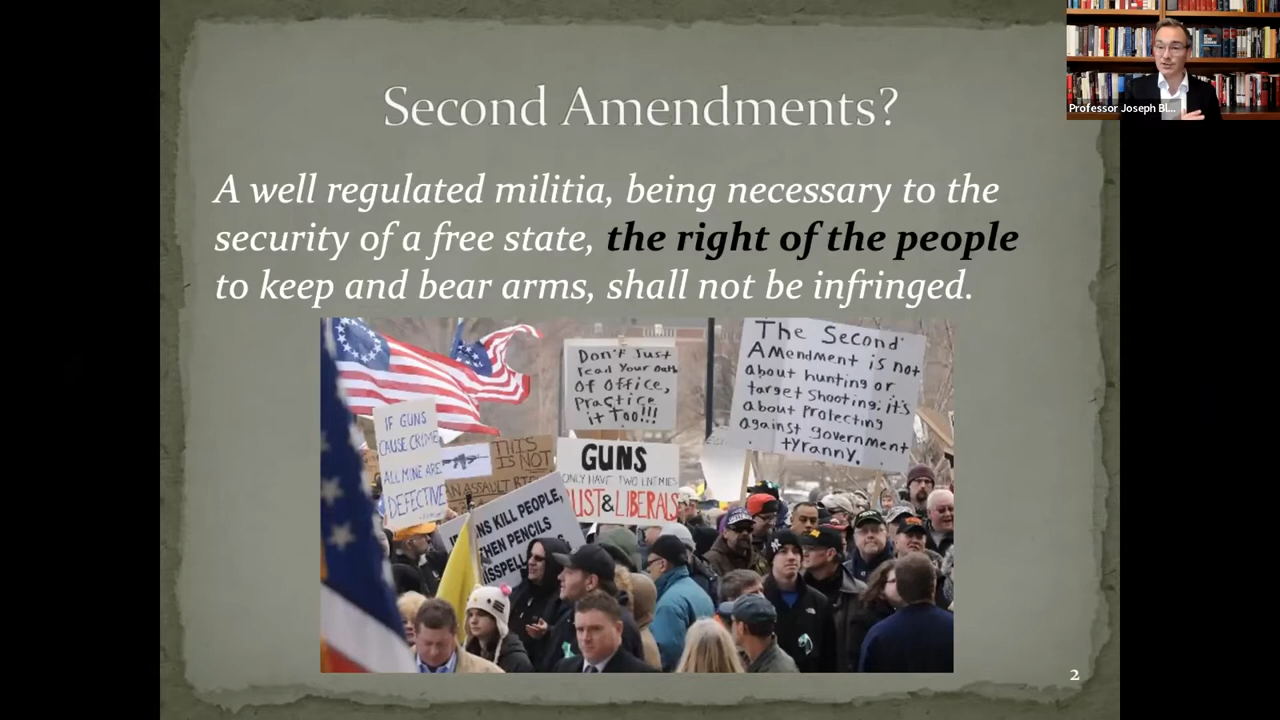 Professor Joseph Bl...
Second Amendments?
A well regulated militia, being necessary to the
security of a free state, the right of the people
to keep and bear arms, shall not be infringed.
Don't Just
read Your Oath
of Office,
Practice
it Too!!!
The Second
Amendment is not
about hunting or
target Shooting; it's
about Protecting
against government
tyranny.
IF GUNS
CAUSE CRIME
ALL MINE ARE
DEFECTIVE
THIS
IS NOT
AN ASSAULT
GUNS
ONLY HAVE TWO ENEMIES
RUST & LIBERALS
NS KILL PEOPLE,
THEN PENCILS
MISSPELL
2